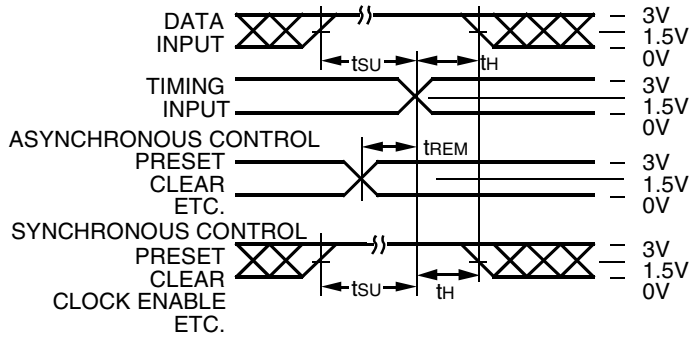 DATA
INPUT
tSU
tH
3V
1.5V
0V
TIMING
INPUT
3V
1.5V
0V
ASYNCHRONOUS CONTROL
PRESET
CLEAR
ETC.
tREM
3V
1.5V
0V
SYNCHRONOUS CONTROL
PRESET
CLEAR
CLOCK ENABLE
ETC.
tSU
tH
3V
1.5V
0V